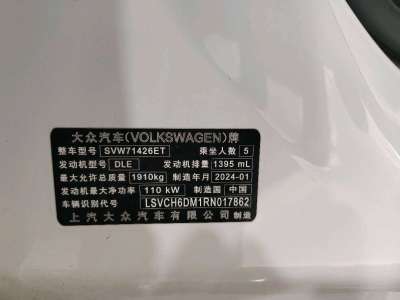 大众汽车(VOLKSWAGEN)牌
整车型号 SVW71426ET 乘坐人数 5
发动机型号 DLE 发动机排量 1395 mL
最大允许总质量 1910kg 制造年月 2024-01
发动机最大净功率 110 kW 制造国 中国
车辆识别代号 LSVCH6DM1RN017862
上汽大众汽车有限公司 制造